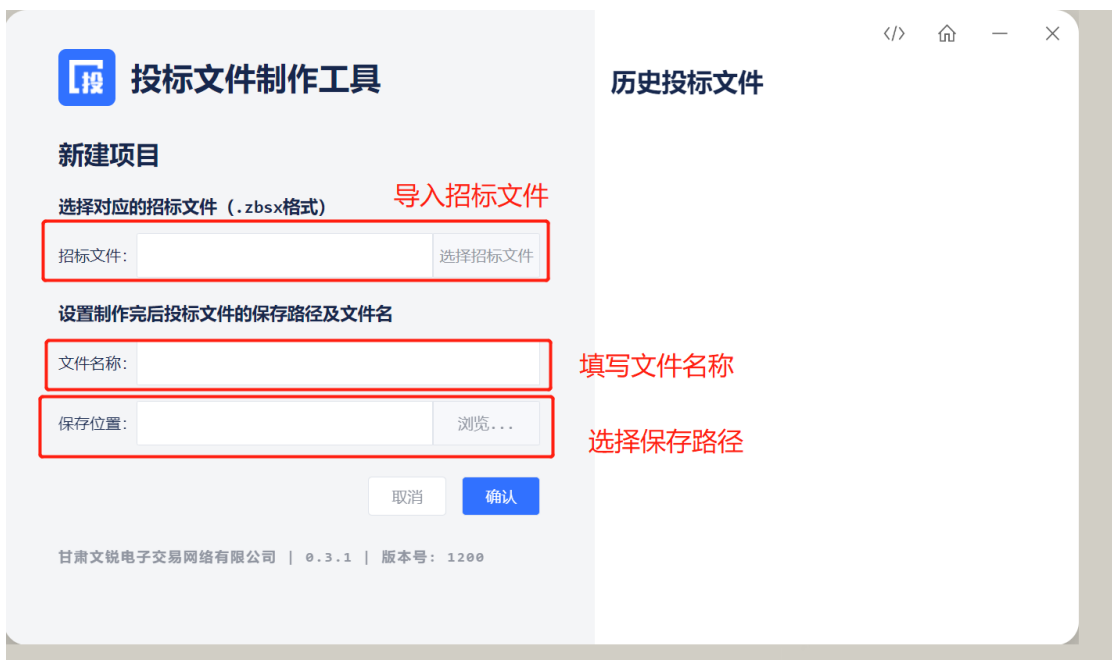 </>
投 投标文件制作工具
历史投标文件
新建项目
导入招标文件
选择对应的招标文件（.zbsx格式）
招标文件： 选择招标文件
设置制作完后投标文件的保存路径及文件名
文件名称：
填写文件名称
保存位置： 浏览...
选择保存路径
取消 确认
甘肃文锐电子交易网络有限公司 | 0.3.1 | 版本号: 1200